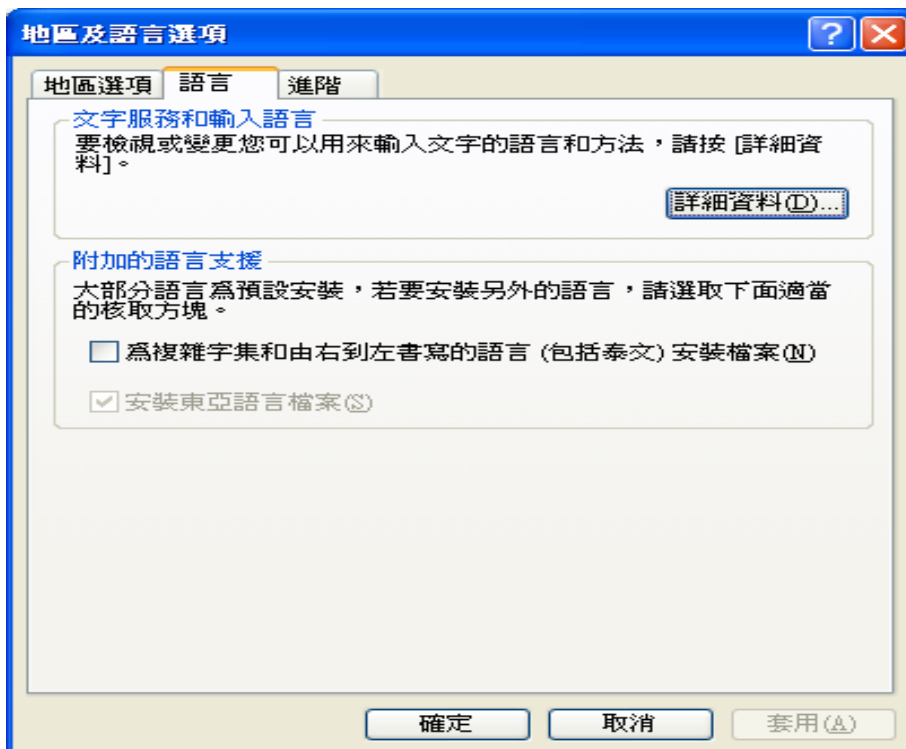 地區及語言選項
地區選項 語言 進階
文字服務和輸入語言
要檢視或變更您可以用來輸入文字的語言和方法，請按 [詳細資
料]。
詳細資料(D)...
附加的語言支援
大部分語言為預設安裝，若要安裝另外的語言，請選取下面適當
的核取方塊。
為複雜字集和由右到左書寫的語言 (包括泰文) 安裝檔案(N)
安裝東亞語言檔案(S)
確定 取消 套用(A)